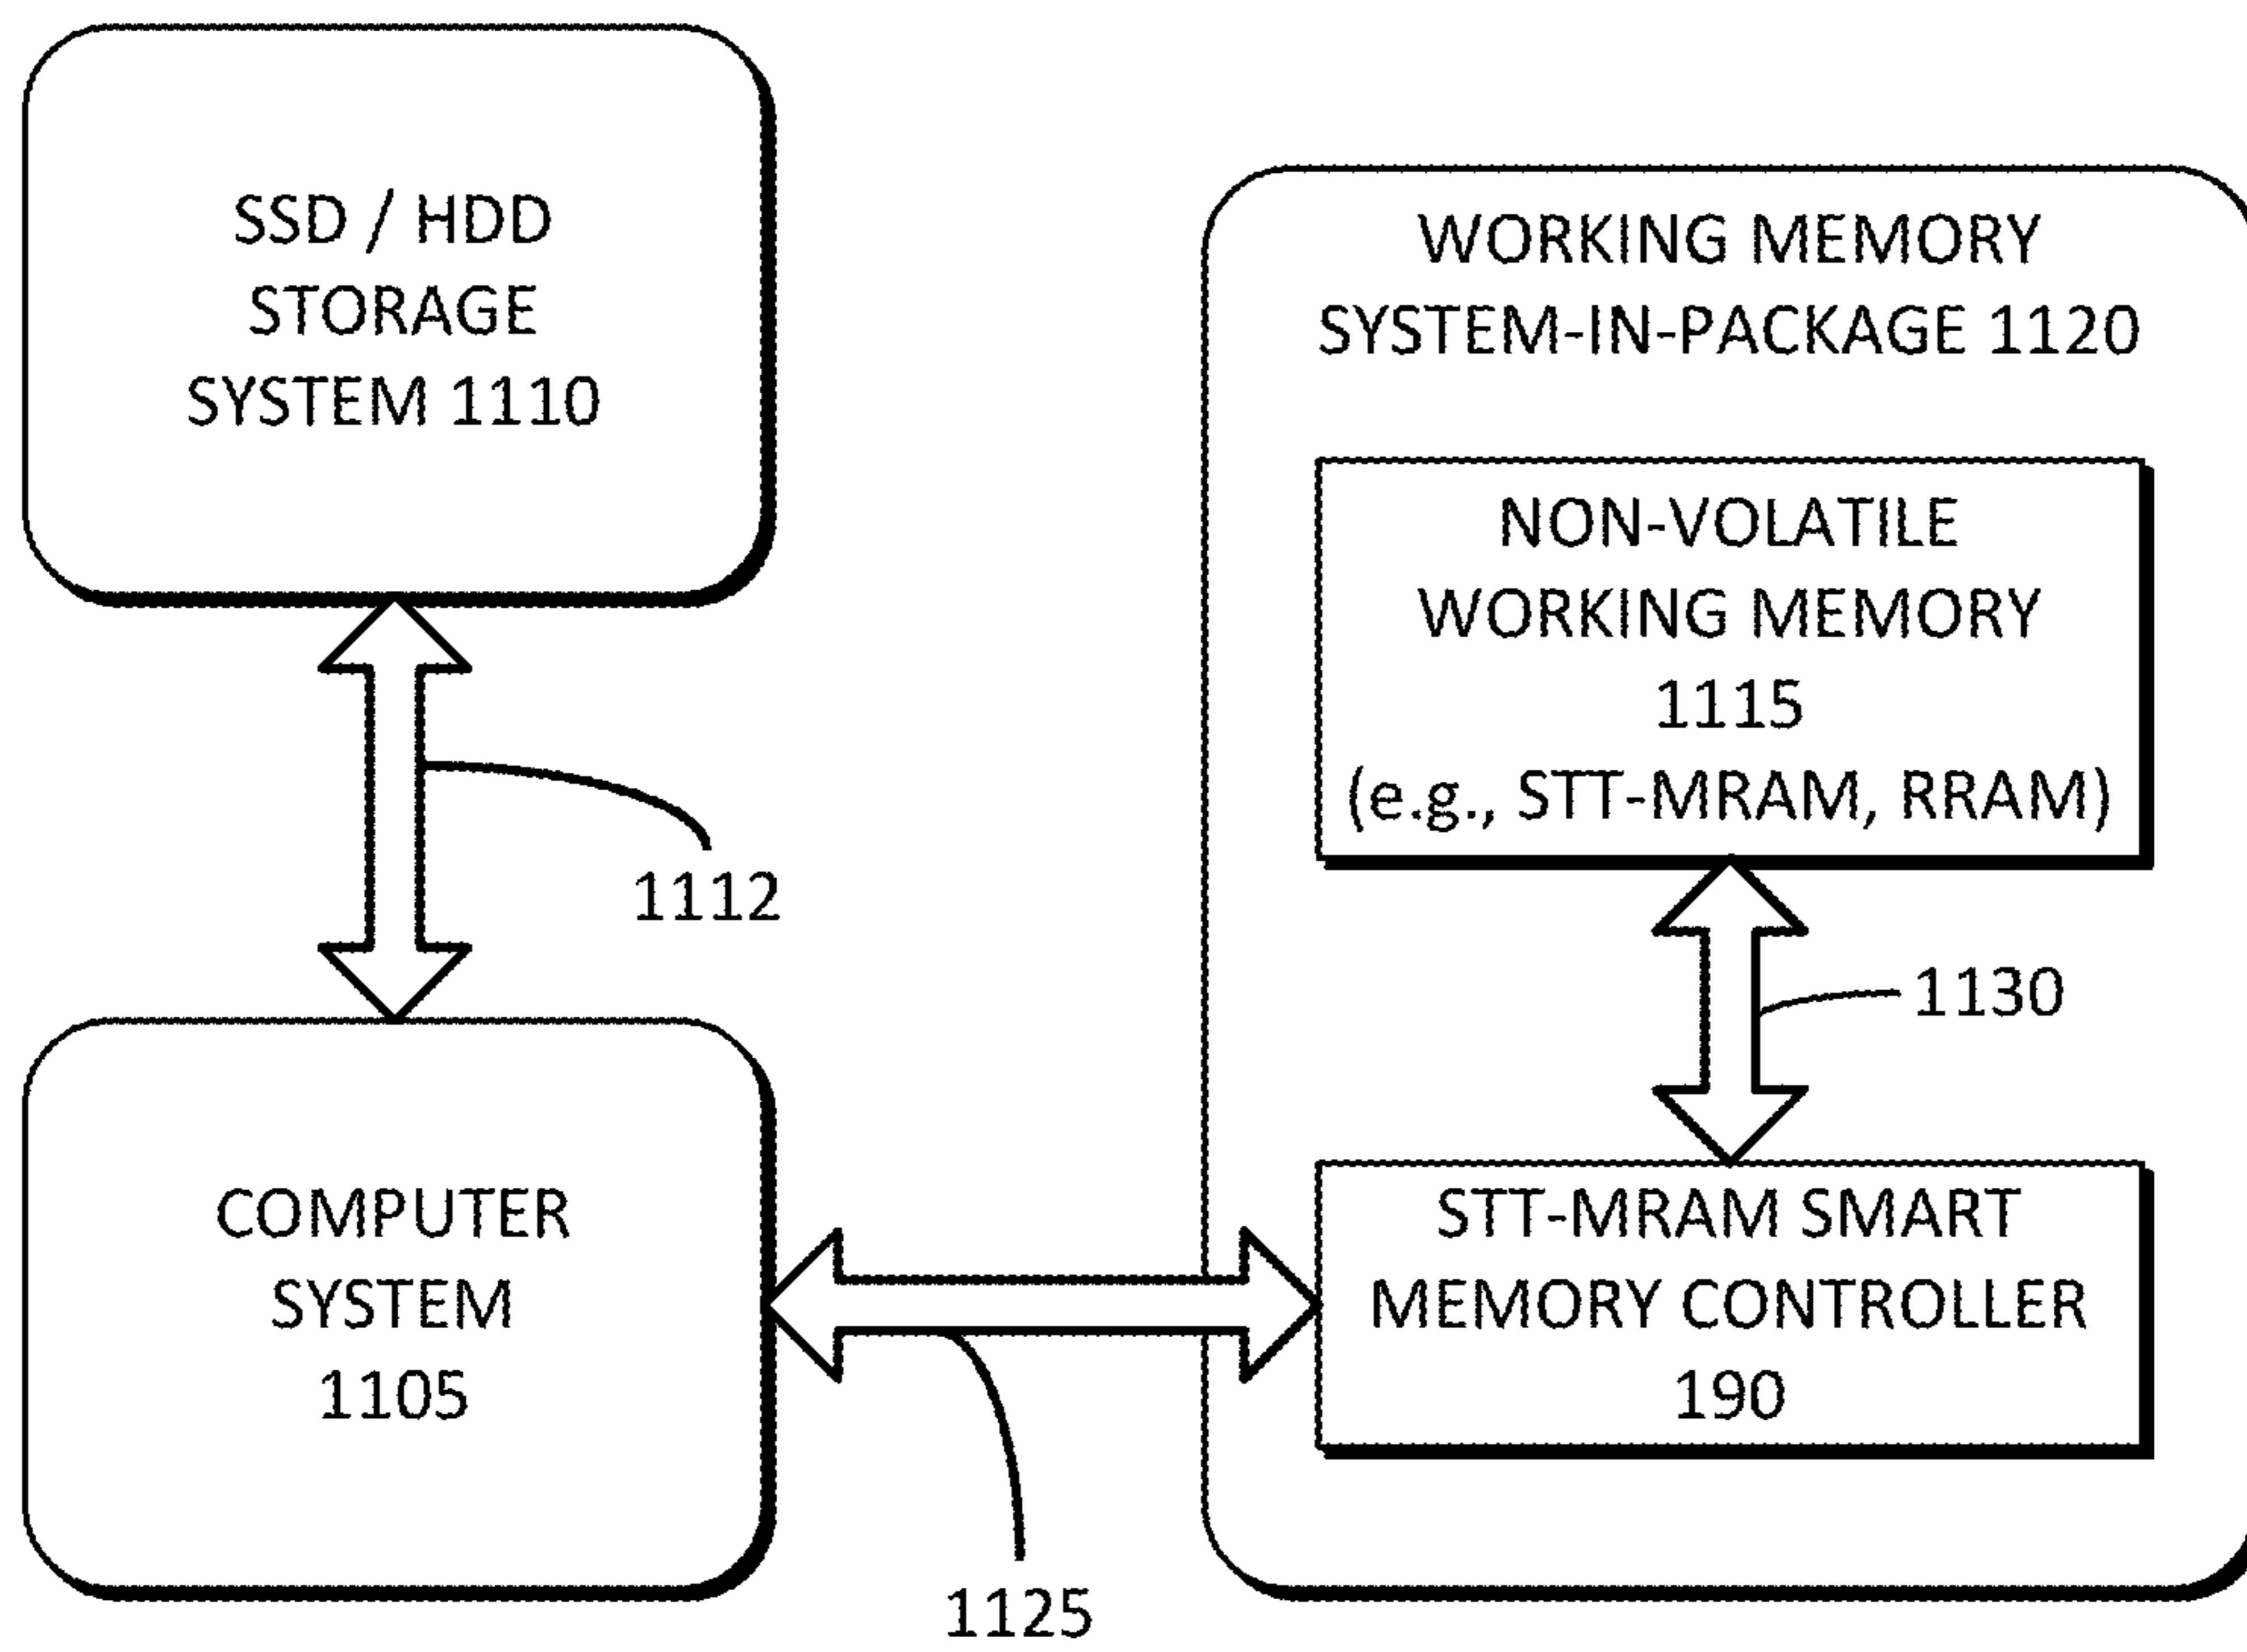 SSD / HDD
STORAGE
SYSTEM 1110
1112
COMPUTER
SYSTEM
1105
1125
WORKING MEMORY
SYSTEM-IN-PACKAGE 1120
NON-VOLATILE
WORKING MEMORY
1115
(e.g., STT-MRAM, RRAM)
1130
STT-MRAM SMART
MEMORY CONTROLLER
190